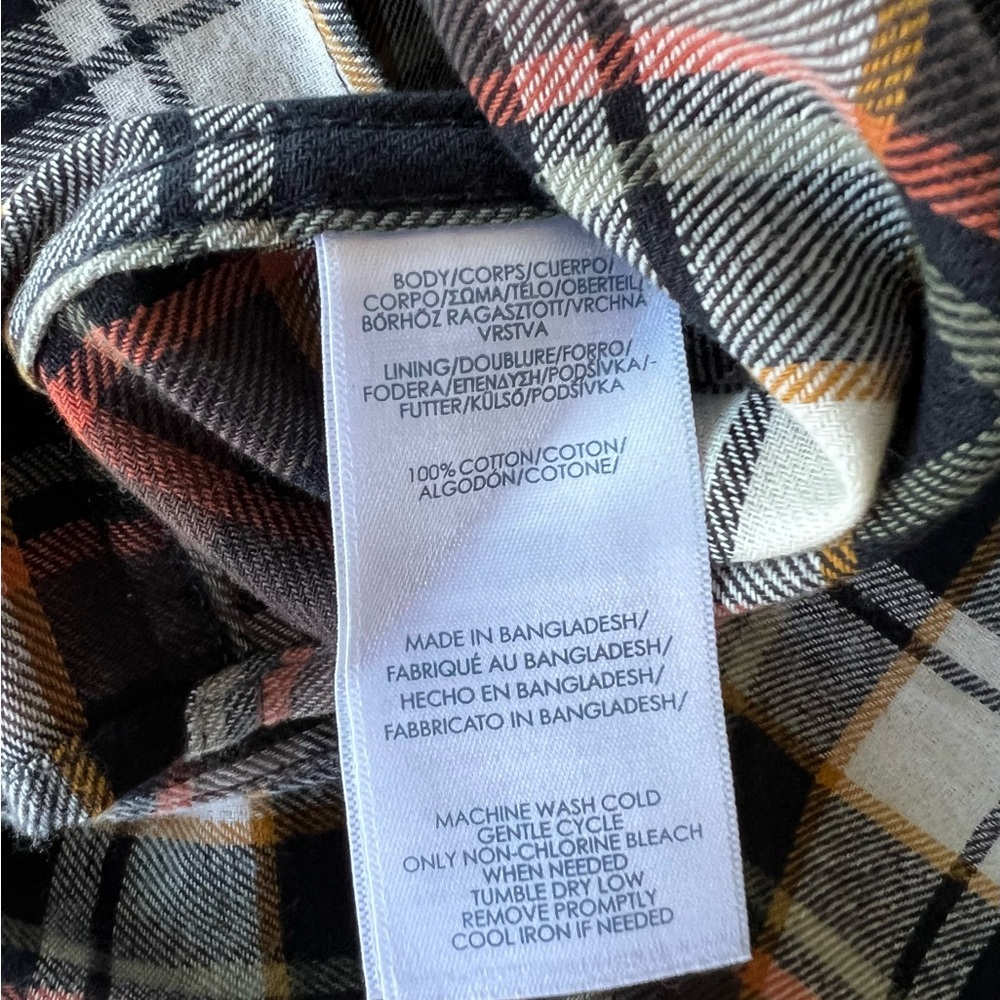 BODY/CORPS/CUERPO/
CORPO/ΣΩΜΑ/TĚLO/OBERTEIL/
BŐRHÖZ RAGASZTOTT/VRCHNÁ
VRSTVA
LINING/DOUBLURE/FORRO/
FODERA/ΕΠΕΝΔΥΣΗ/PODŠÍVKA/-
FUTTER/KÜLSŐ/PODŠÍVKA
100% COTTON/COTON/
ALGODÓN/COTONE/
MADE IN BANGLADESH/
FABRIQUÉ AU BANGLADESH/
HECHO EN BANGLADESH/
FABBRICATO IN BANGLADESH/
MACHINE WASH COLD
GENTLE CYCLE
ONLY NON-CHLORINE BLEACH
WHEN NEEDED
TUMBLE DRY LOW
REMOVE PROMPTLY
COOL IRON IF NEEDED